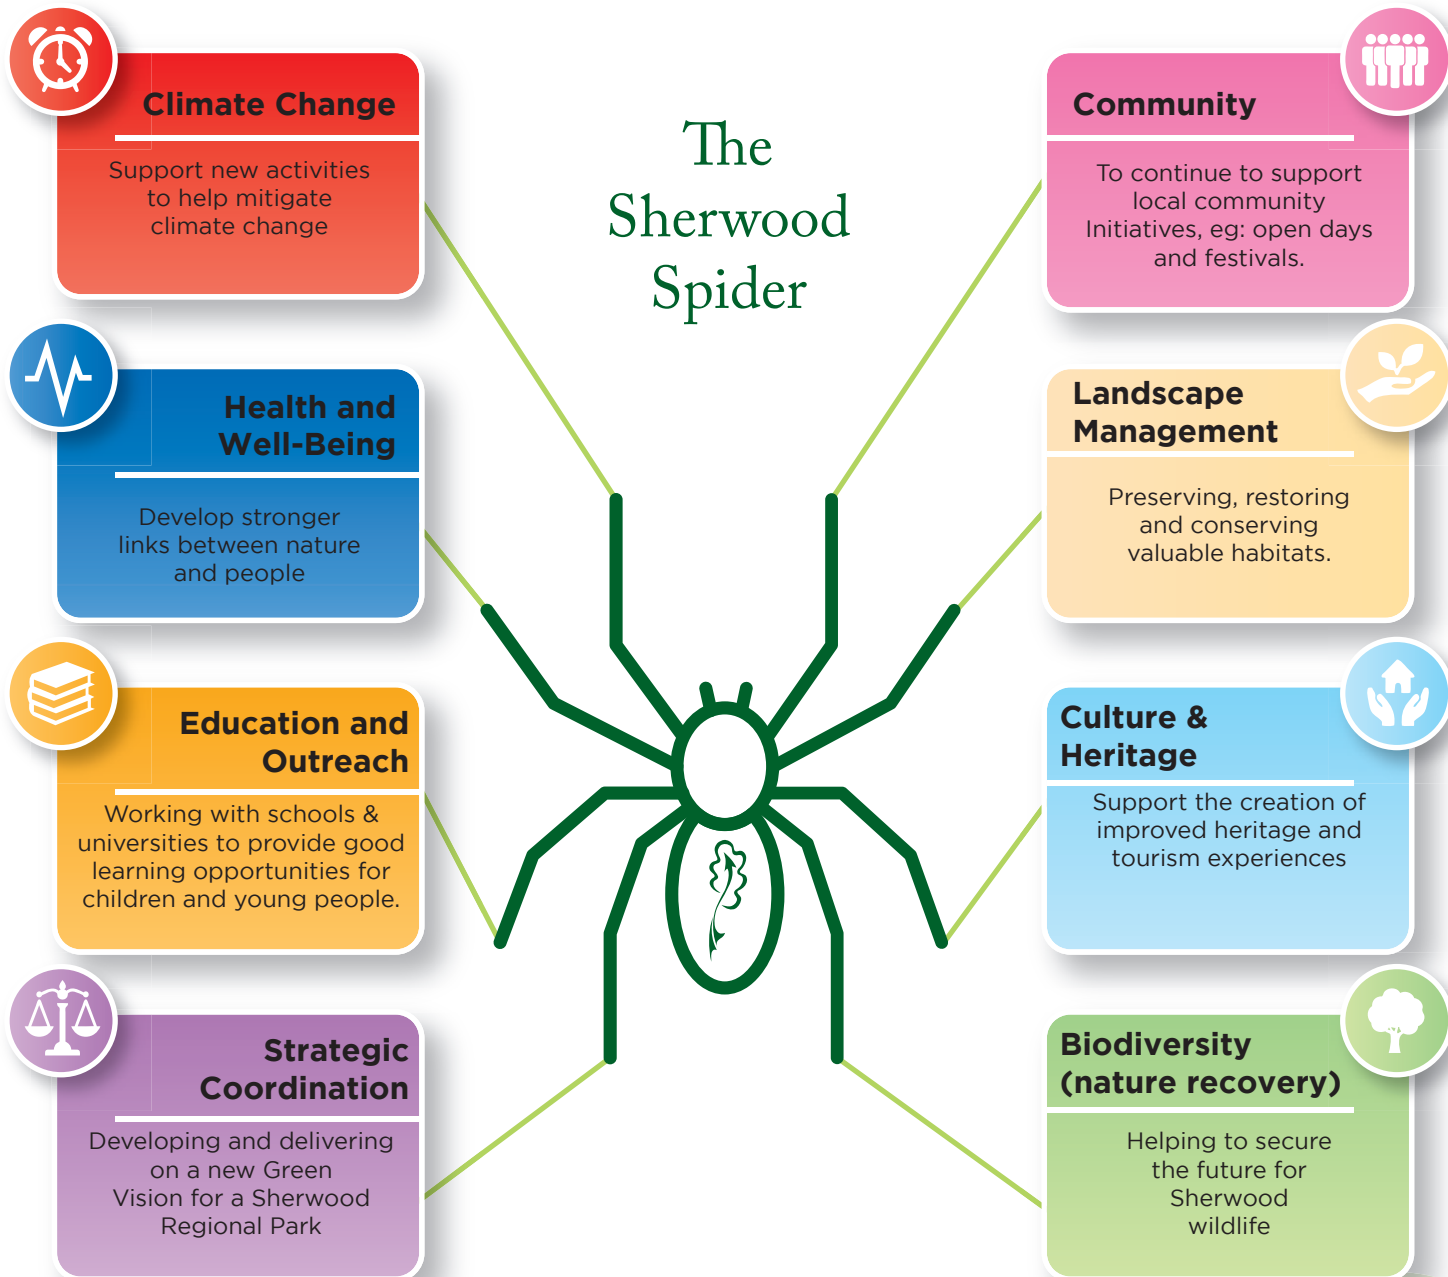 The
Sherwood
Spider
Climate Change
Support new activities
to help mitigate
climate change
Health and
Well-Being
Develop stronger
links between nature
and people
Education and
Outreach
Working with schools &
universities to provide good
learning opportunities for
children and young people.
Strategic
Coordination
Developing and delivering
on a new Green
Vision for a Sherwood
Regional Park
Community
To continue to support
local community
Initiatives, eg: open days
and festivals.
Landscape
Management
Preserving, restoring
and conserving
valuable habitats.
Culture &
Heritage
Support the creation of
improved heritage and
tourism experiences
Biodiversity
(nature recovery)
Helping to secure
the future for
Sherwood
wildlife